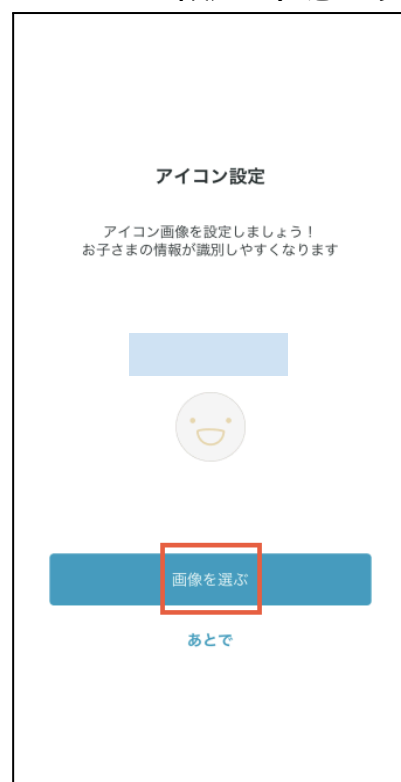 アイコン設定
アイコン画像を設定しましょう！
お子さまの情報が識別しやすくなります
画像を選ぶ
あとで